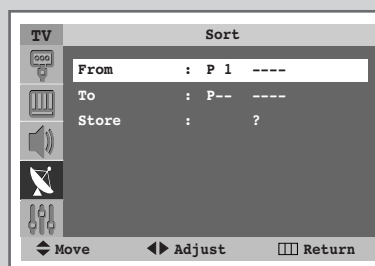 TV Sort
From : P 1 ----
To : P-- ----
Store : ?
Move Adjust Return